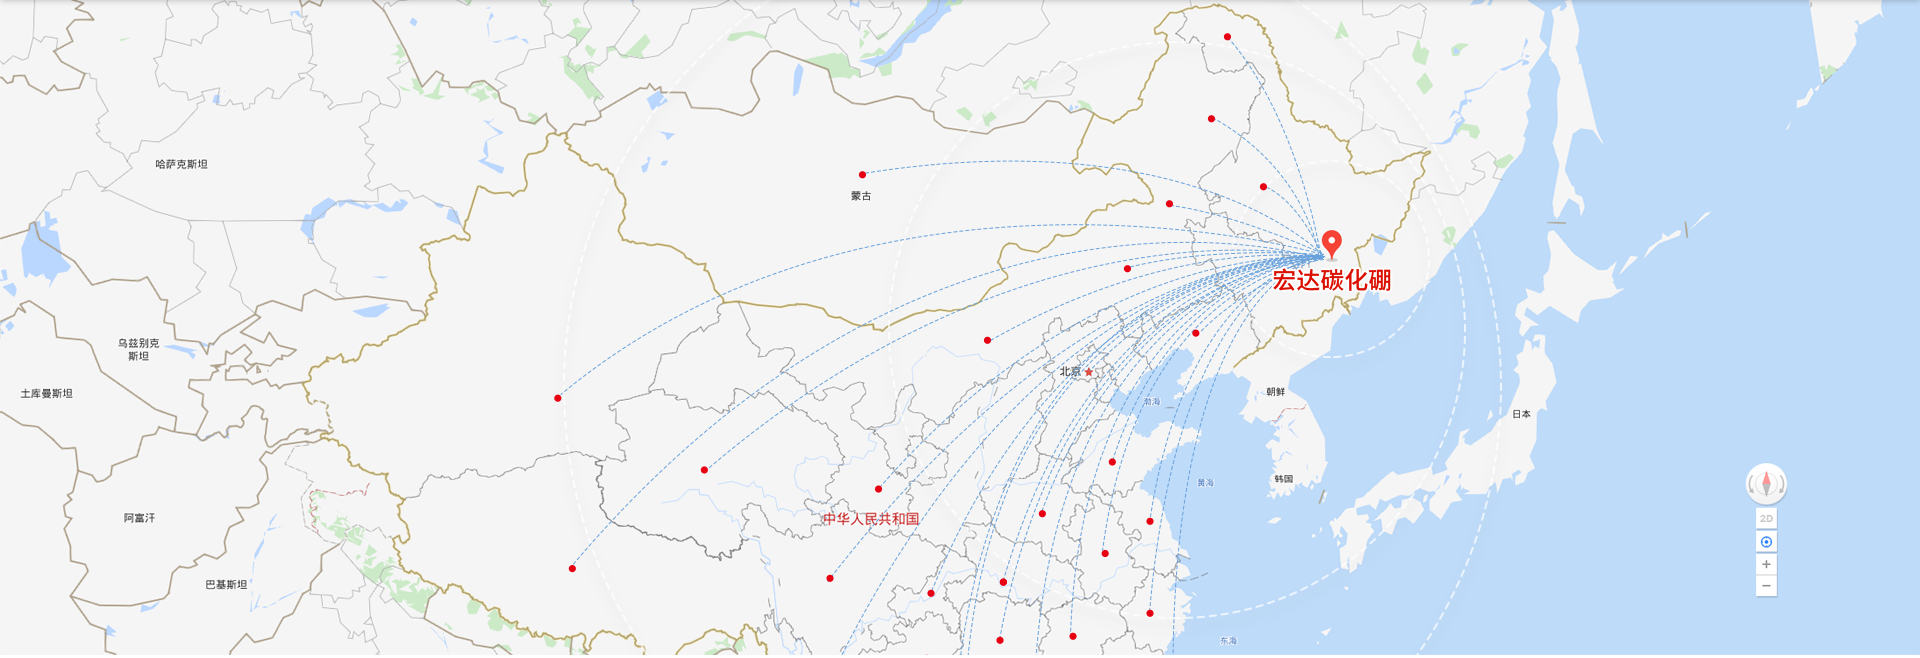 哈萨克斯坦
蒙古
宏达碳化硼
乌兹别克
斯坦
北京
土库曼斯坦
朝鲜
渤海
日本
韩国
黄海
中华人民共和国
阿富汗
2D
巴基斯坦
+
−
东海